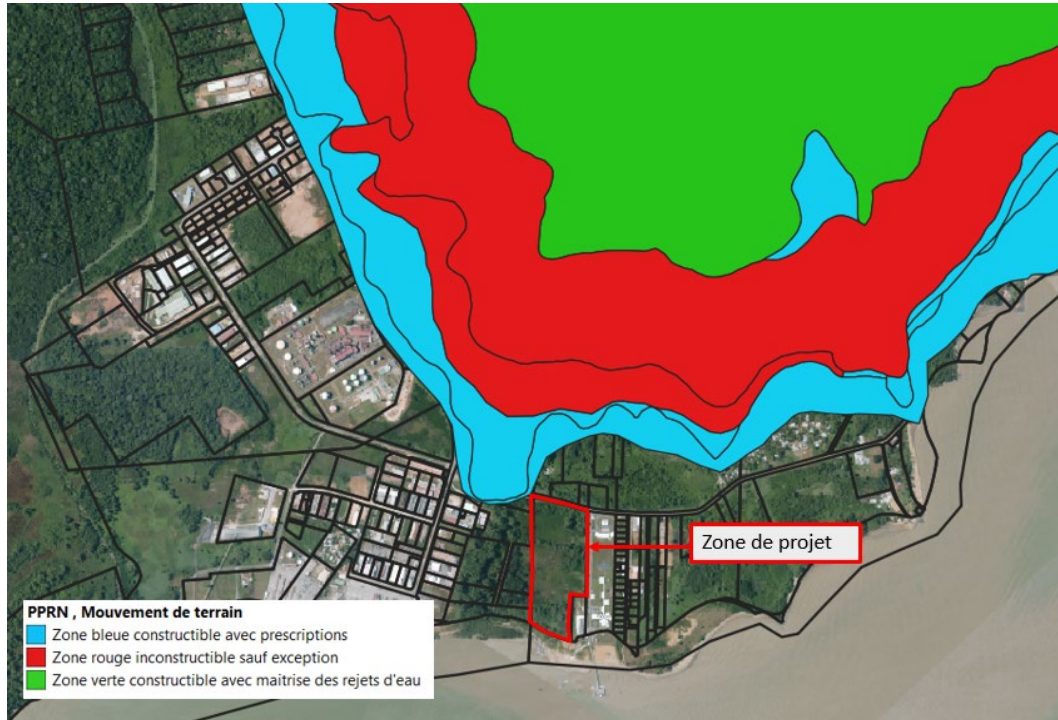 Zone de projet
PPRN , Mouvement de terrain
Zone bleue constructible avec prescriptions
Zone rouge inconstructible sauf exception
Zone verte constructible avec maitrise des rejets d'eau